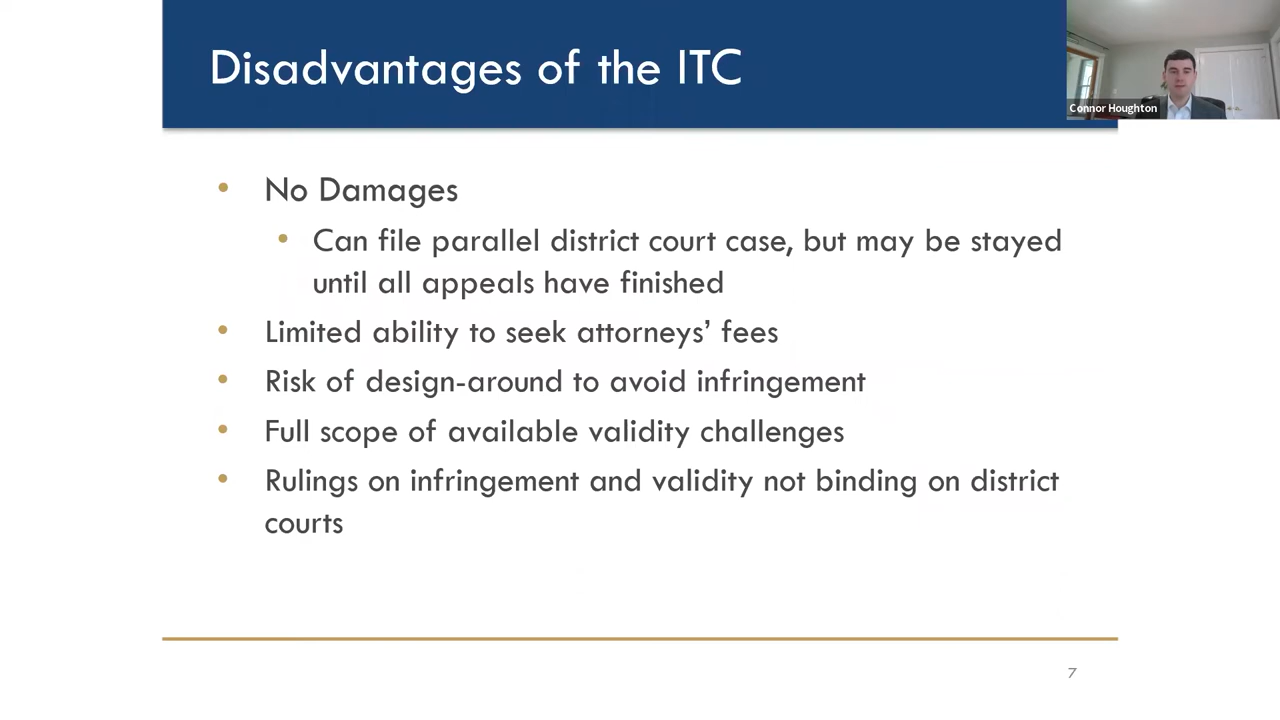 Disadvantages of the ITC
Connor Houghton
• No Damages
• Can file parallel district court case, but may be stayed
until all appeals have finished
• Limited ability to seek attorneys’ fees
• Risk of design-around to avoid infringement
• Full scope of available validity challenges
• Rulings on infringement and validity not binding on district
courts
7